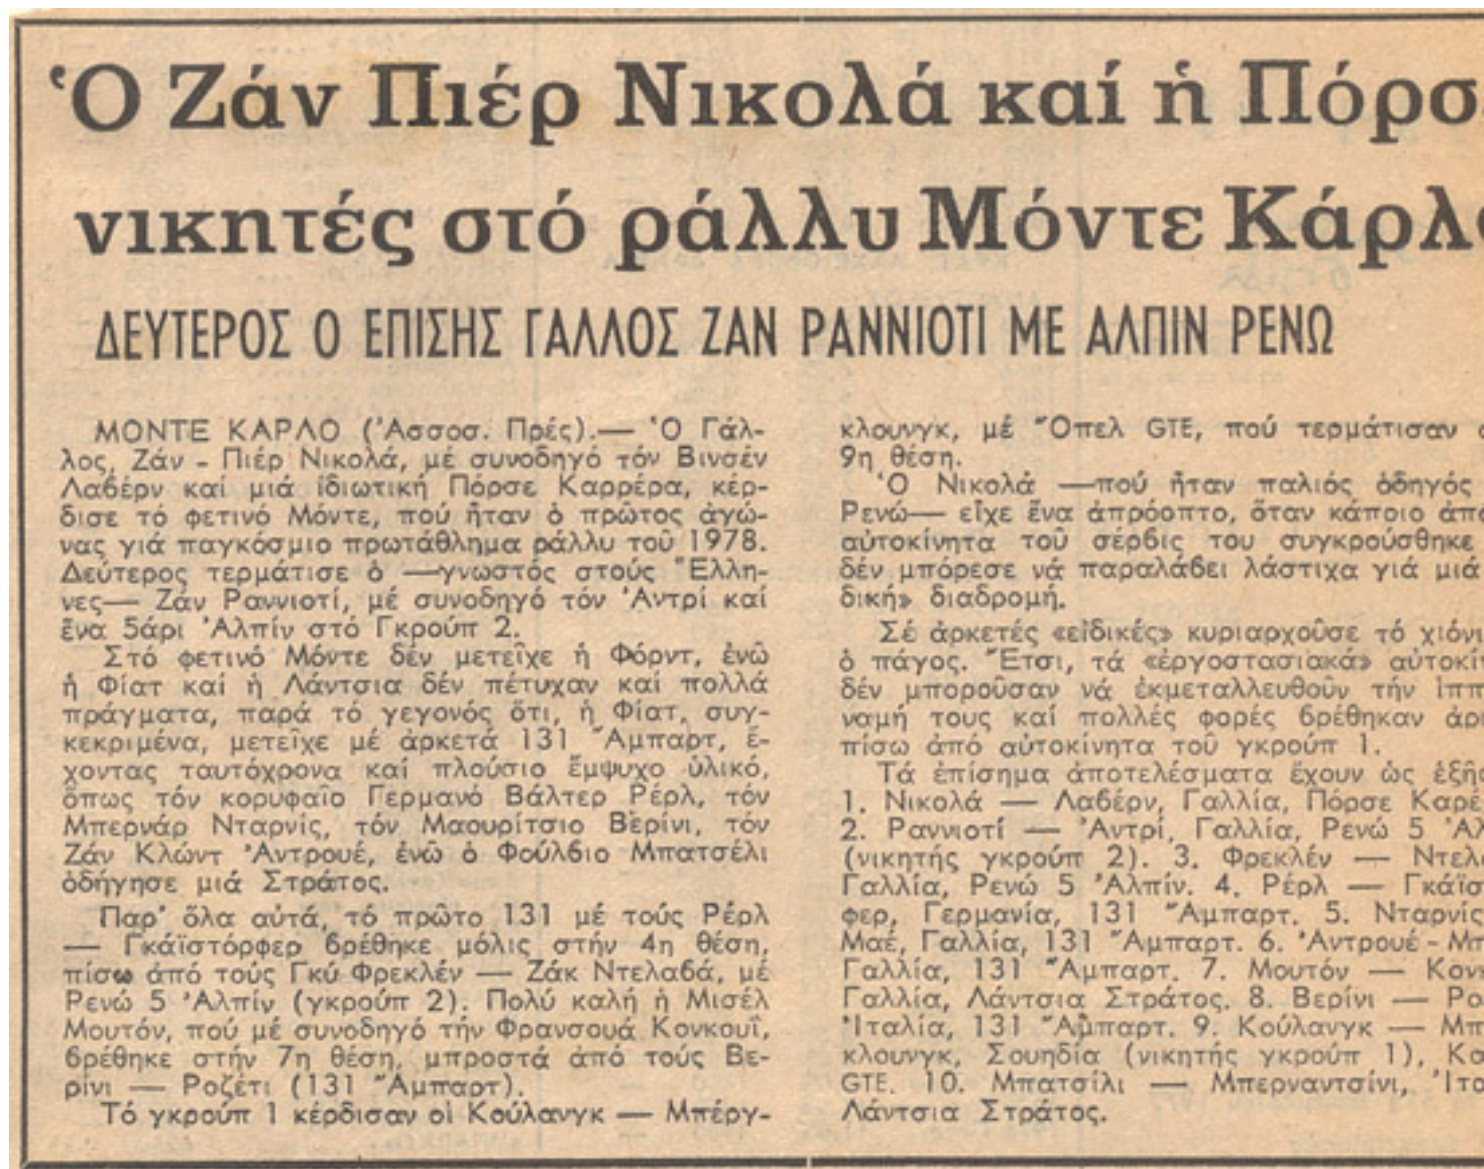 Ὁ Ζάν Πιέρ Νικολά καί ἡ Πόρσ
νικητές στό ράλλυ Μόντε Κάρλο
ΔΕΥΤΕΡΟΣ Ο ΕΠΙΣΗΣ ΓΑΛΛΟΣ ΖΑΝ ΡΑΝΝΙΟΤΙ ΜΕ ΑΛΠΙΝ ΡΕΝΩ
ΜΟΝΤΕ ΚΑΡΛΟ (Ἀσσοσ. Πρές).— Ὁ Γάλ-
λος, Ζάν - Πιέρ Νικολά, μέ συνοδηγό τόν Βινσέν
Λαβέρν καί μιά ἰδιωτική Πόρσε Καρρέρα, κέρ-
δισε τό φετινό Μόντε, πού ἦταν ὁ πρῶτος ἀγώ-
νας γιά παγκόσμιο πρωτάθλημα ράλλυ τοῦ 1978.
Δεύτερος τερμάτισε ὁ —γνωστός στούς Ἕλλη-
νες— Ζάν Ραννιοτί, μέ συνοδηγό τόν Ἀντρί καί
ἕνα 5άρι Ἀλπίν στό Γκρούπ 2.
Στό φετινό Μόντε δέν μετεῖχε ἡ Φόρντ, ἐνῶ
ἡ Φίατ καί ἡ Λάντσια δέν πέτυχαν καί πολλά
πράγματα, παρά τό γεγονός ὅτι, ἡ Φίατ, συγ-
κεκριμένα, μετεῖχε μέ ἀρκετά 131 Ἄμπαρτ, ἔ-
χοντας ταυτόχρονα καί πλούσιο ἔμψυχο ὑλικό,
ὅπως τόν κορυφαῖο Γερμανό Βάλτερ Ρέρλ, τόν
Μπερνάρ Νταρνίς, τόν Μαουρίτσιο Βερίνι, τόν
Ζάν Κλώντ Ἀντρουέ, ἐνῶ ὁ Φούλβιο Μπατσέλι
ὁδήγησε μιά Στράτος.
Παρ' ὅλα αὐτά, τό πρῶτο 131 μέ τούς Ρέρλ
— Γκάϊστόρφερ βρέθηκε μόλις στήν 4η θέση,
πίσω ἀπό τούς Γκύ Φρεκλέν — Ζάκ Ντελαβά, μέ
Ρενώ 5 Ἀλπίν (γκρούπ 2). Πολύ καλή ἡ Μισέλ
Μουτόν, πού μέ συνοδηγό τήν Φρανσουά Κονκουΐ,
βρέθηκε στήν 7η θέση, μπροστά ἀπό τούς Βε-
ρίνι — Ροζέτι (131 Ἄμπαρτ).
Τό γκρούπ 1 κέρδισαν οἱ Κούλανγκ — Μπέργ-
κλουνγκ, μέ Ὄπελ GTE, πού τερμάτισαν
9η θέση.
Ὁ Νικολά —πού ἦταν παλιός ὁδηγός
Ρενώ— εἶχε ἕνα ἀπρόοπτο, ὅταν κάποιο ἀπό
αὐτοκίνητα τοῦ σέρβις του συγκρούσθηκε
δέν μπόρεσε νά παραλάβει λάστιχα γιά μιά
δική» διαδρομή.
Σέ ἀρκετές «εἰδικές» κυριαρχοῦσε τό χιόνι
ὁ πάγος. Ἔτσι, τά «ἐργοστασιακά» αὐτοκί
δέν μποροῦσαν νά ἐκμεταλλευθοῦν τήν ἱππ
ναμή τους καί πολλές φορές βρέθηκαν ἀρ
πίσω ἀπό αὐτοκίνητα τοῦ γκρούπ 1.
Τά ἐπίσημα ἀποτελέσματα ἔχουν ὡς ἑξῆς
1. Νικολά — Λαβέρν, Γαλλία, Πόρσε Καρέ
2. Ραννιοτί — Ἀντρί, Γαλλία, Ρενώ 5 Ἀλ
(νικητής γκρούπ 2). 3. Φρεκλέν — Ντελ
Γαλλία, Ρενώ 5 Ἀλπίν. 4. Ρέρλ — Γκάϊσ
φερ, Γερμανία, 131 Ἄμπαρτ. 5. Νταρνίς
Μαέ, Γαλλία, 131 Ἄμπαρτ. 6. Ἀντρουέ - Μπ
Γαλλία, 131 Ἄμπαρτ. 7. Μουτόν — Κον
Γαλλία, Λάντσια Στράτος. 8. Βερίνι — Ρο
Ἰταλία, 131 Ἄμπαρτ. 9. Κούλανγκ — Μπ
κλουνγκ, Σουηδία (νικητής γκρούπ 1), Κα
GTE. 10. Μπατσίλι — Μπερναντσίνι, Ἰτα
Λάντσια Στράτος.